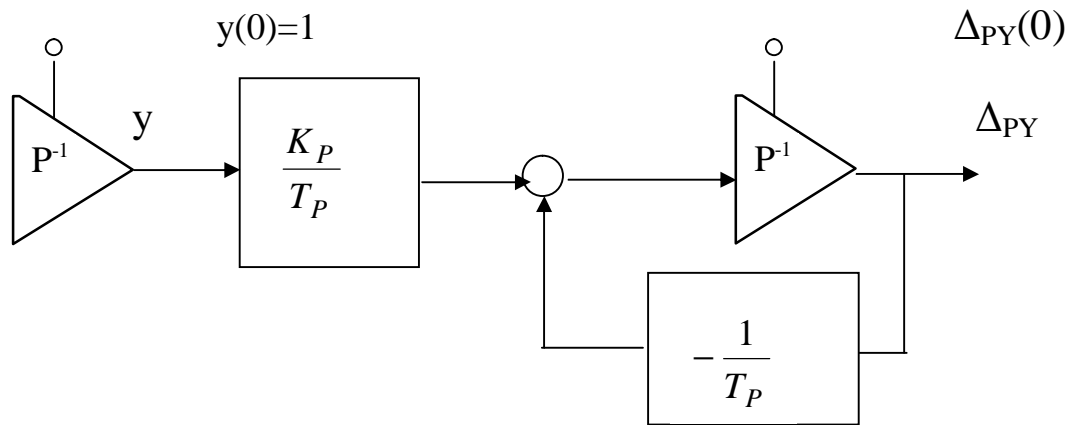 y(0)=1
Δ_PY(0)
y
Δ_PY
P⁻¹
K_P
T_P
P⁻¹
− 1
T_P